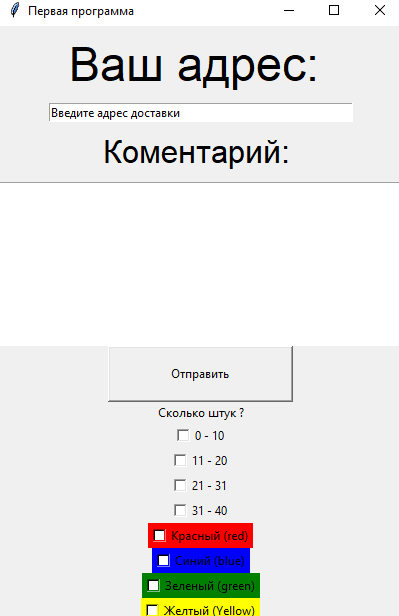 Первая программа
Ваш адрес:
Введите адрес доставки
Коментарий:
Отправить
Сколько штук ?
0 - 10
11 - 20
21 - 31
31 - 40
Красный (red)
Синий (blue)
Зеленый (green)
Желтый (Yellow)